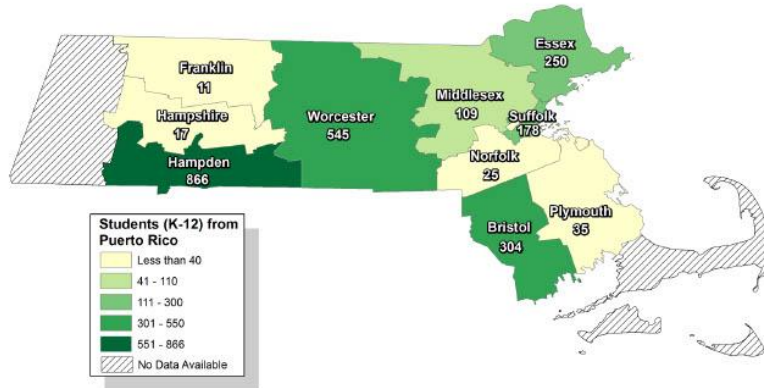 Essex
250
Franklin
11
Middlesex
109
Hampshire
17
Worcester
545
Suffolk
178
Hampden
866
Norfolk
25
Plymouth
35
Bristol
304
Students (K-12) from
Puerto Rico
Less than 40
41 - 110
111 - 300
301 - 550
551 - 866
No Data Available